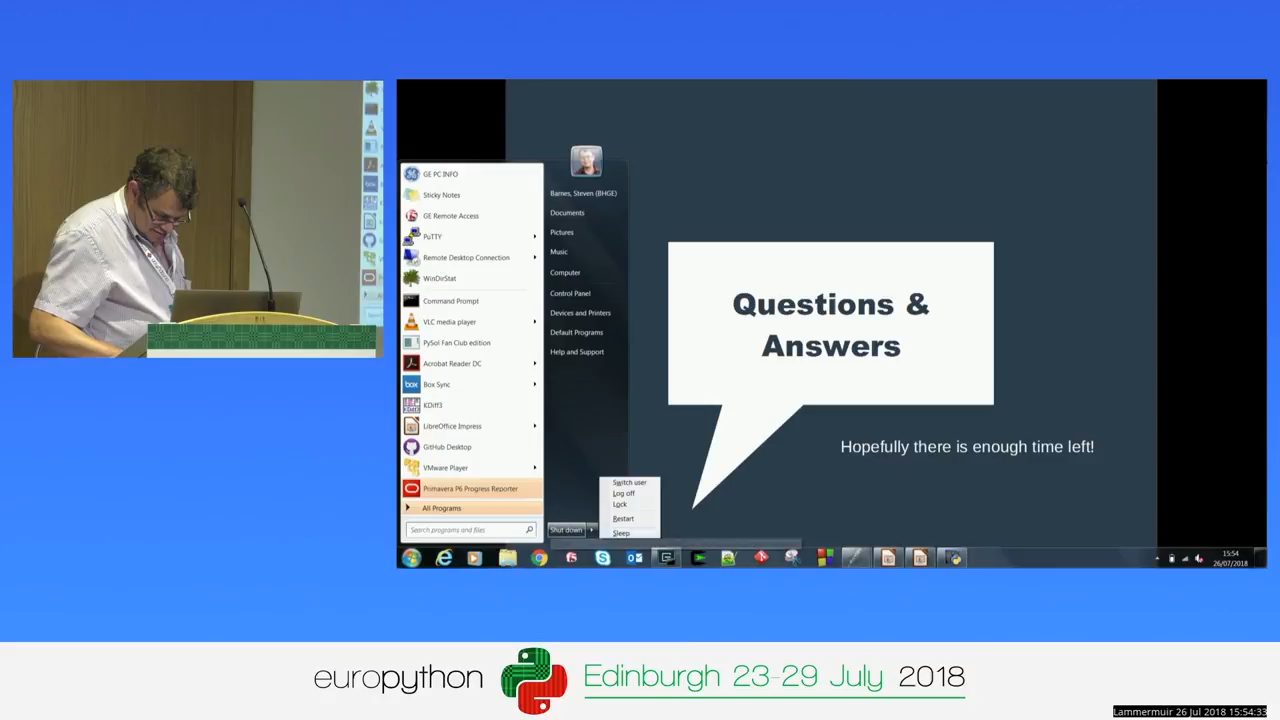 GE PC INFO
Sticky Notes
GE Remote Access
PuTTY
Remote Desktop Connection
WinDirStat
Command Prompt
VLC media player
PySol Fan Club edition
Acrobat Reader DC
box
Box Sync
KDiff3
LibreOffice Impress
GitHub Desktop
VMware Player
Primavera P6 Progress Reporter
All Programs
Search programs and files
Barnes, Steven (BHGE)
Documents
Pictures
Music
Computer
Control Panel
Devices and Printers
Default Programs
Help and Support
Switch user
Log off
Lock
Restart
Sleep
Shut down
Questions &
Answers
Hopefully there is enough time left!
15:54
26/07/2018
europython
Edinburgh 23-29 July 2018
Lammermuir 26 Jul 2018 15:54:33